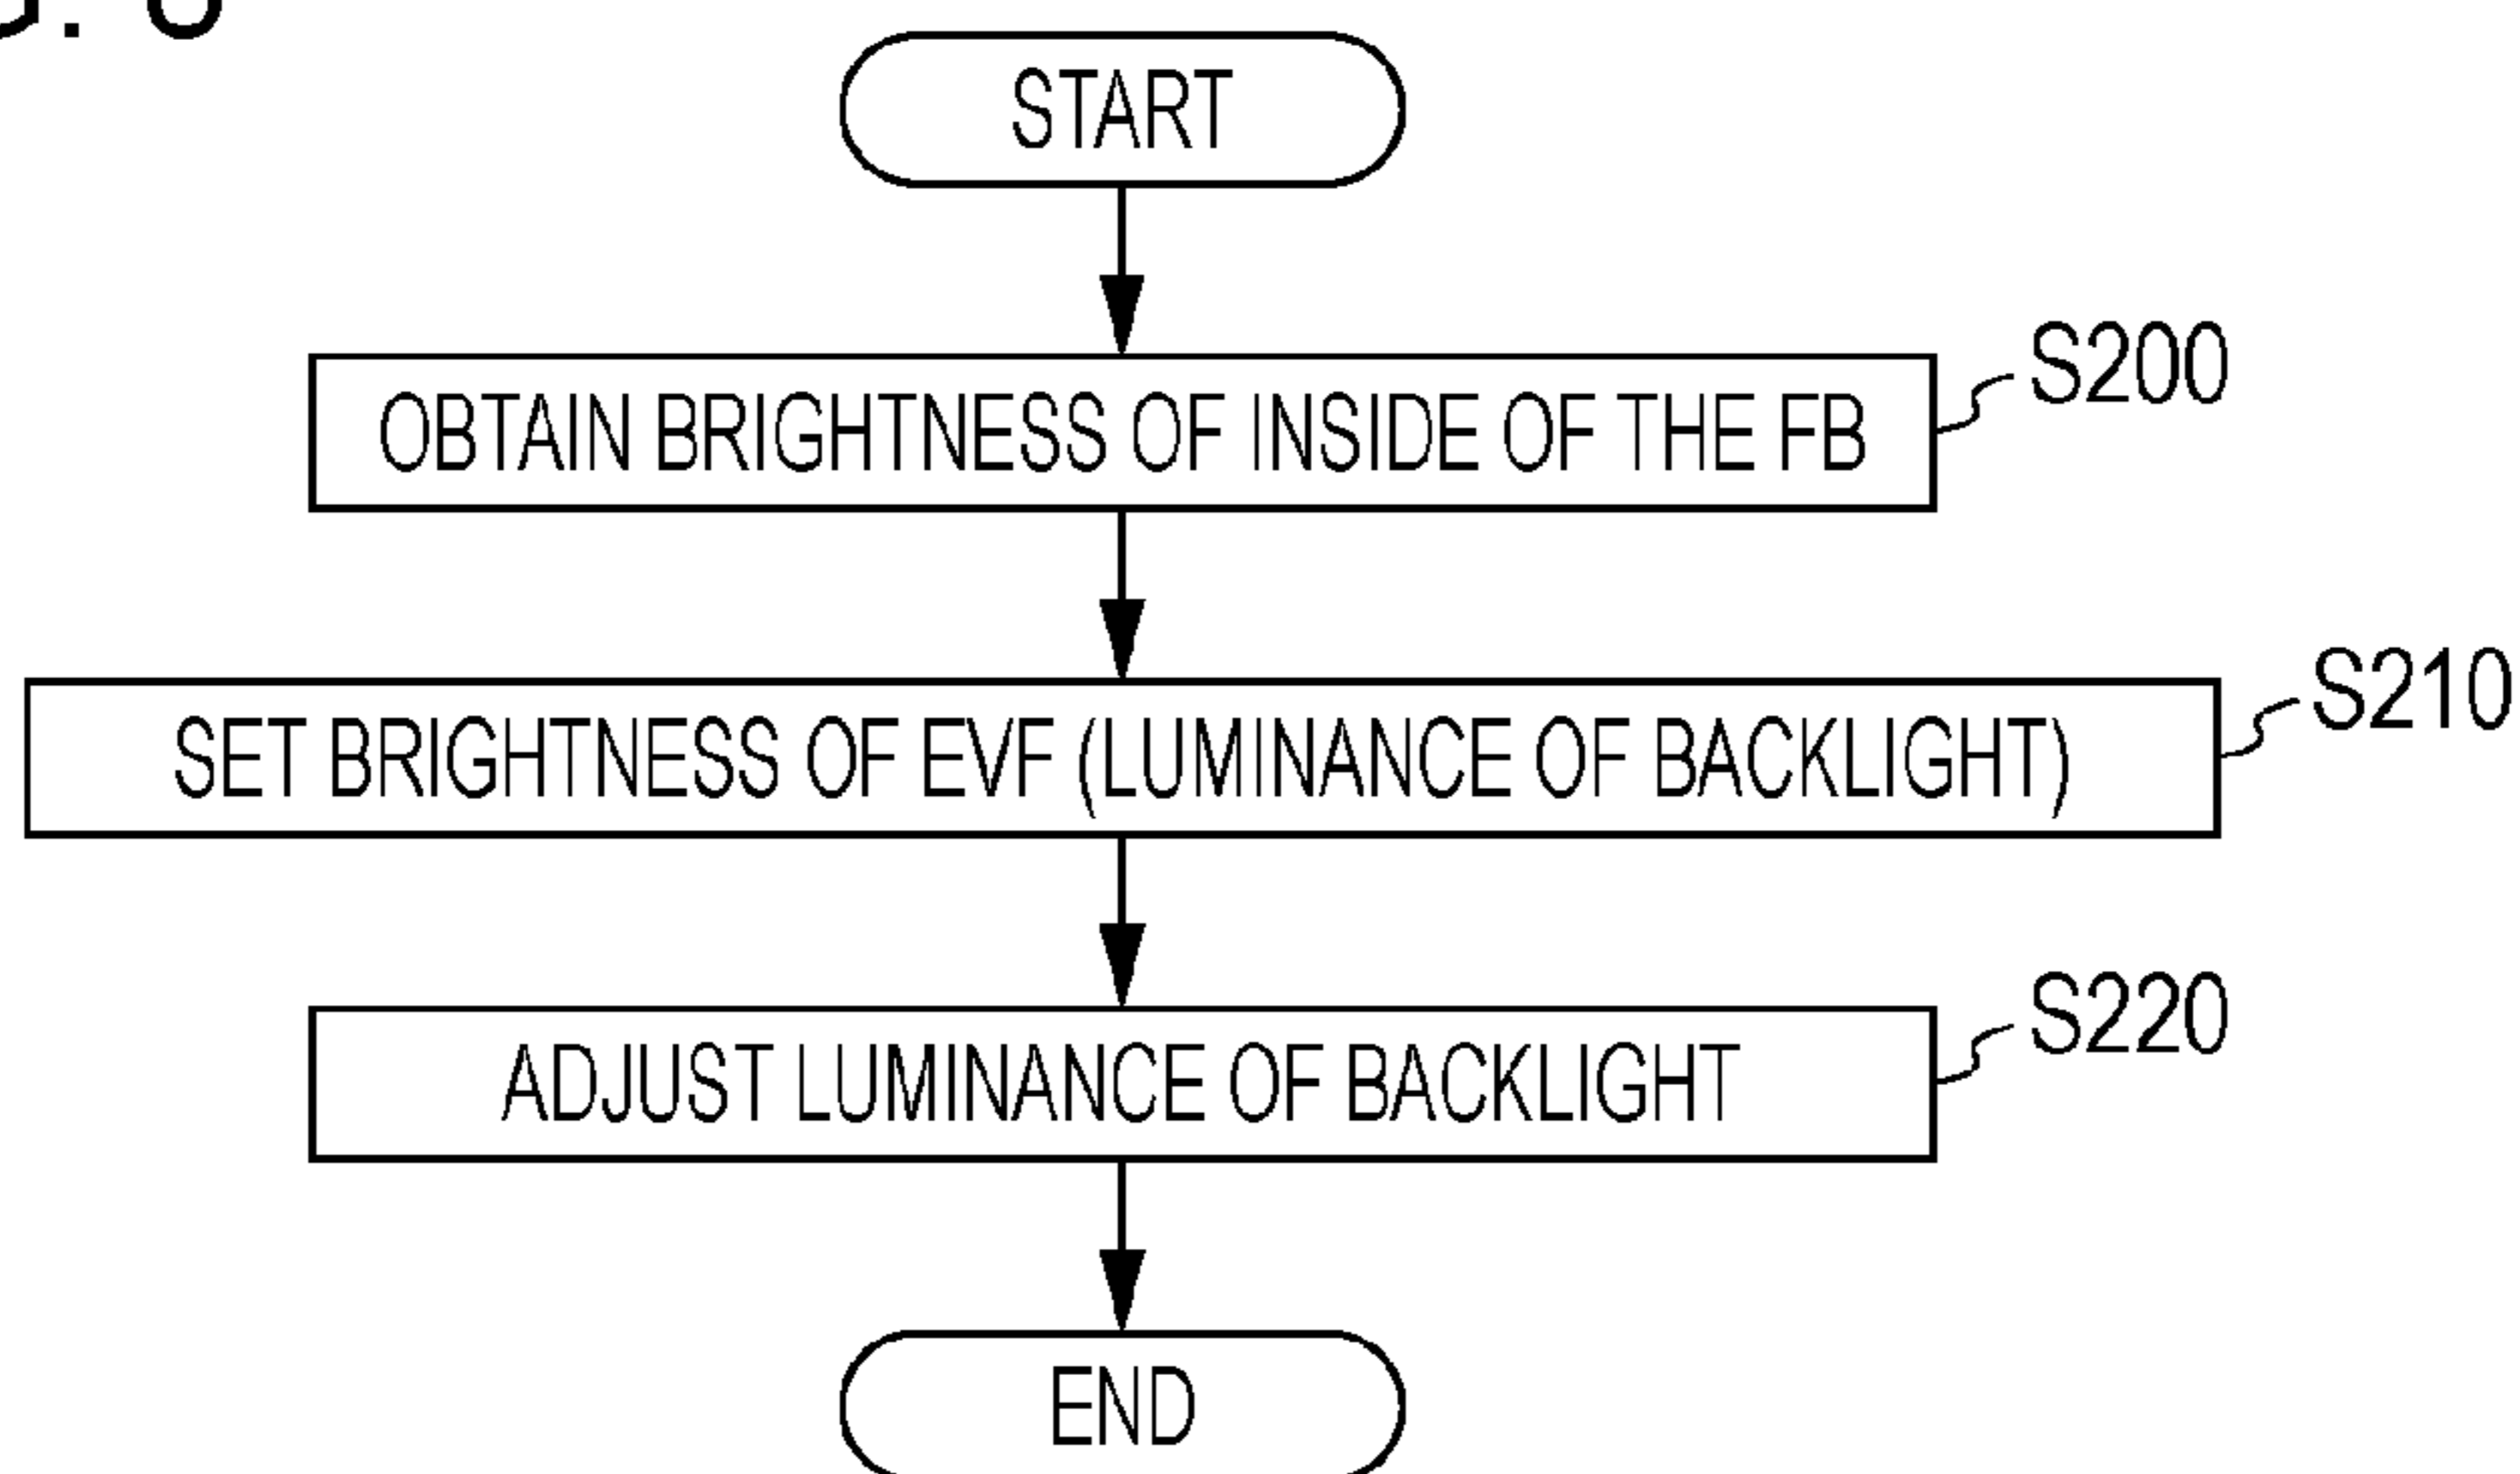 START
OBTAIN BRIGHTNESS OF INSIDE OF THE FB
S200
SET BRIGHTNESS OF EVF (LUMINANCE OF BACKLIGHT)
S210
ADJUST LUMINANCE OF BACKLIGHT
S220
END